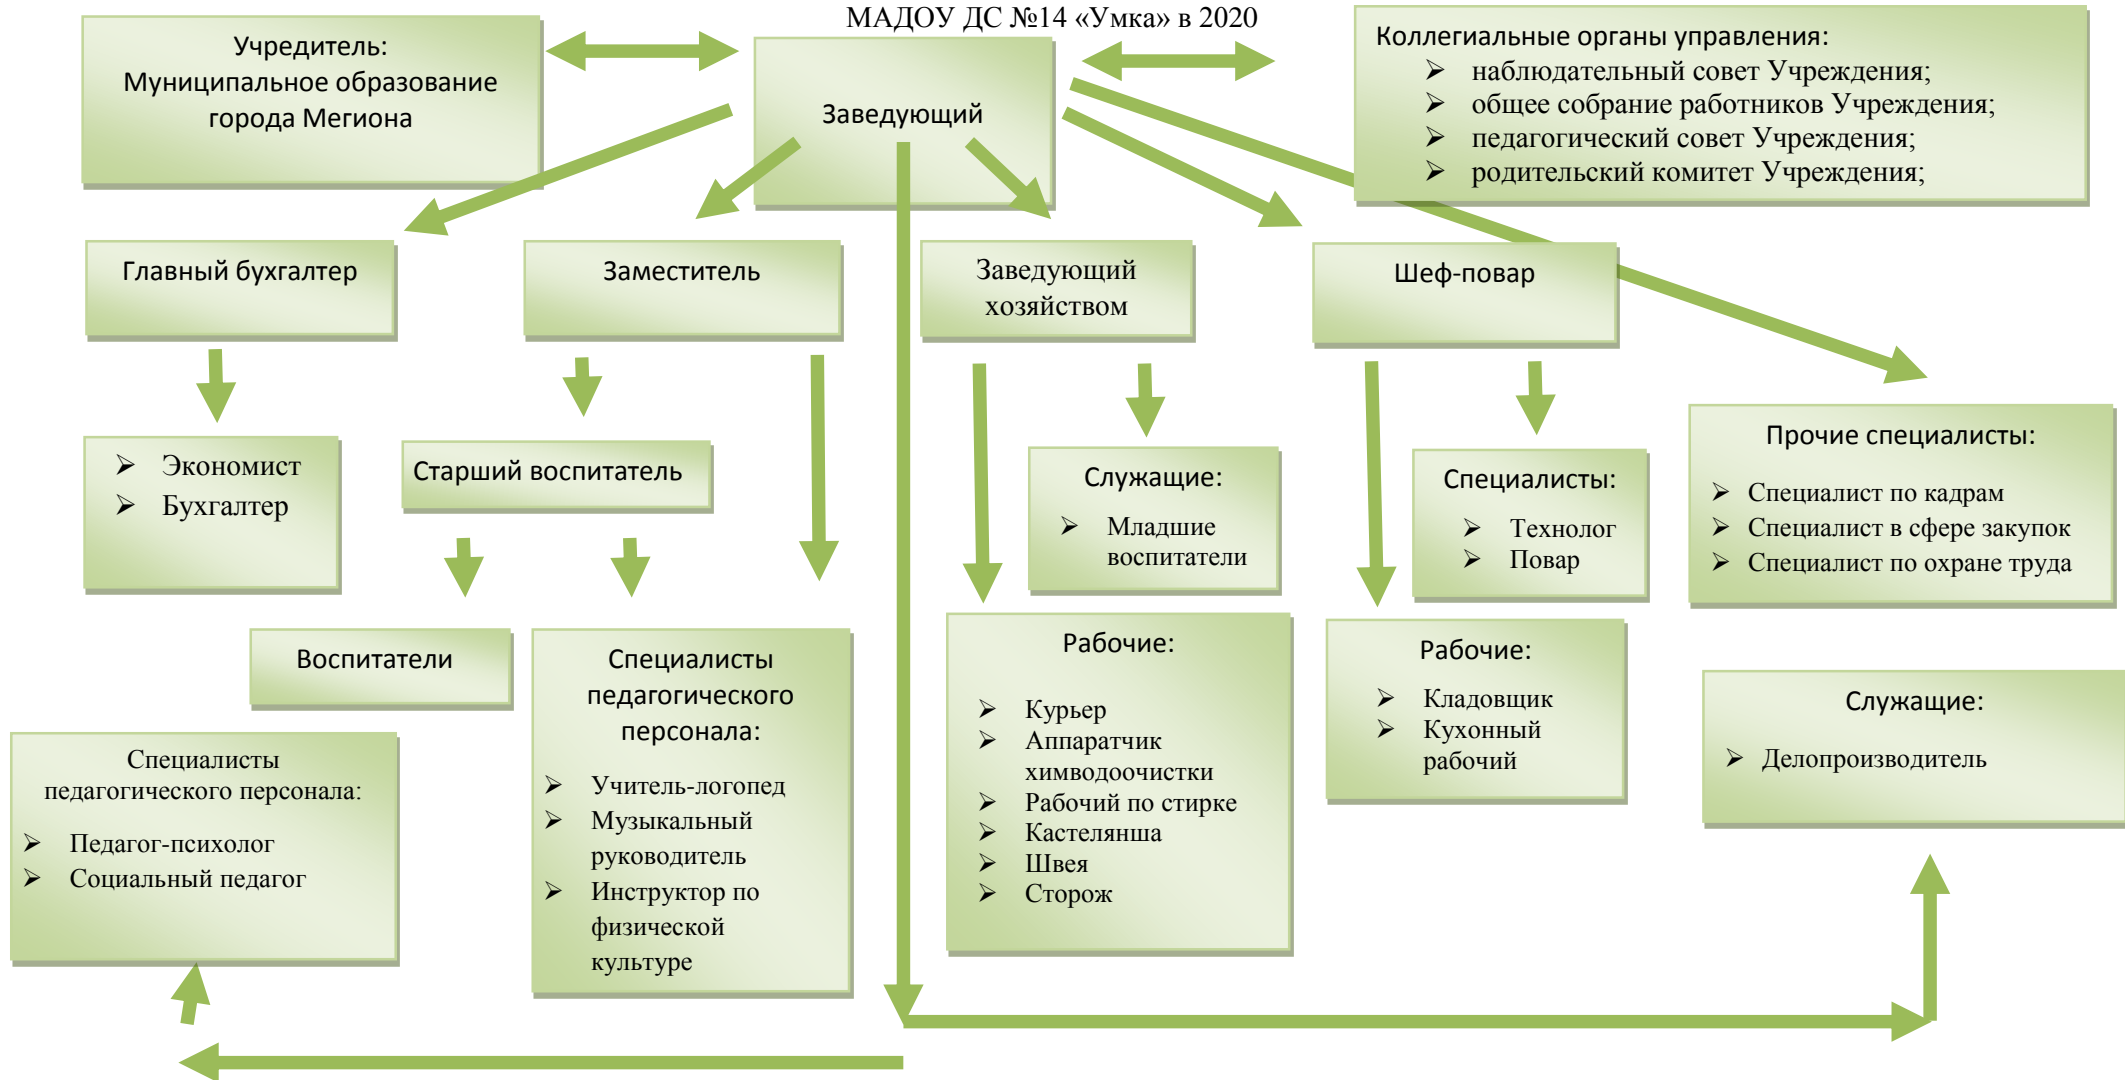 МАДОУ ДС №14 «Умка» в 2020
Учредитель:
Муниципальное образование
города Мегиона
Заведующий
Коллегиальные органы управления:
➢ наблюдательный совет Учреждения;
➢ общее собрание работников Учреждения;
➢ педагогический совет Учреждения;
➢ родительский комитет Учреждения;
Главный бухгалтер
Заместитель
Заведующий
хозяйством
Шеф-повар
➢ Экономист
➢ Бухгалтер
Старший воспитатель
Служащие:
➢ Младшие
воспитатели
Специалисты:
➢ Технолог
➢ Повар
Прочие специалисты:
➢ Специалист по кадрам
➢ Специалист в сфере закупок
➢ Специалист по охране труда
Воспитатели
Специалисты
педагогического
персонала:
➢ Учитель-логопед
➢ Музыкальный
руководитель
➢ Инструктор по
физической
культуре
Рабочие:
➢ Курьер
➢ Аппаратчик
химводоочистки
➢ Рабочий по стирке
➢ Кастелянша
➢ Швея
➢ Сторож
Рабочие:
➢ Кладовщик
➢ Кухонный
рабочий
Служащие:
➢ Делопроизводитель
Специалисты
педагогического персонала:
➢ Педагог-психолог
➢ Социальный педагог